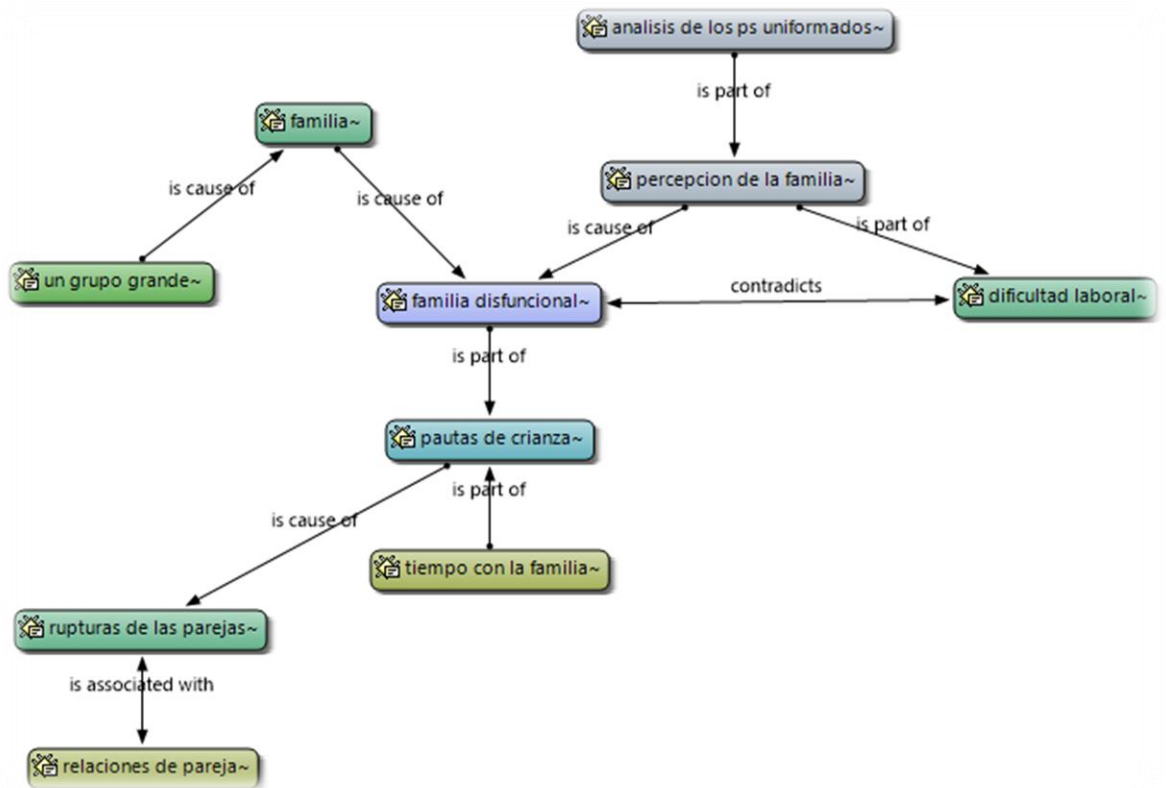 analisis de los ps uniformados~
is part of
familia~
percepcion de la familia~
is cause of
is cause of
is cause of
is part of
un grupo grande~
familia disfuncional~
contradicts
dificultad laboral~
is part of
pautas de crianza~
is part of
is cause of
tiempo con la familia~
rupturas de las parejas~
is associated with
relaciones de pareja~